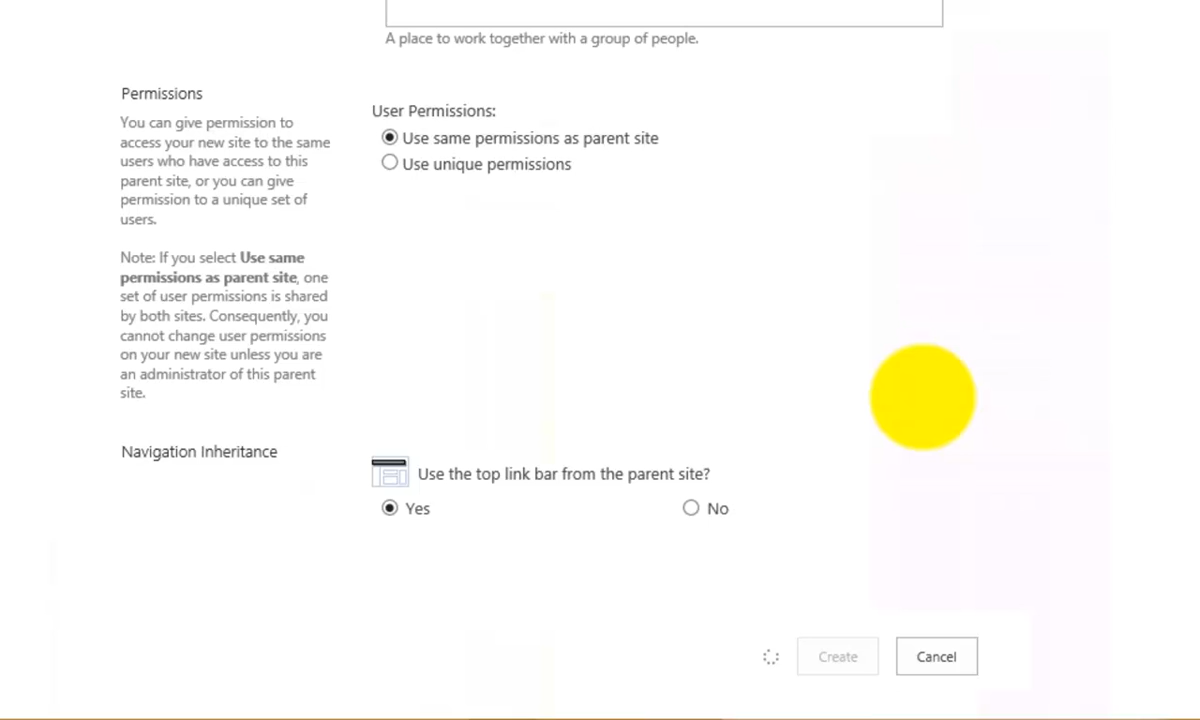 A place to work together with a group of people.
Permissions
You can give permission to
access your new site to the same
users who have access to this
parent site, or you can give
permission to a unique set of
users.
Note: If you select Use same
permissions as parent site, one
set of user permissions is shared
by both sites. Consequently, you
cannot change user permissions
on your new site unless you are
an administrator of this parent
site.
User Permissions:
Use same permissions as parent site
Use unique permissions
Navigation Inheritance
Use the top link bar from the parent site?
Yes No
Create Cancel